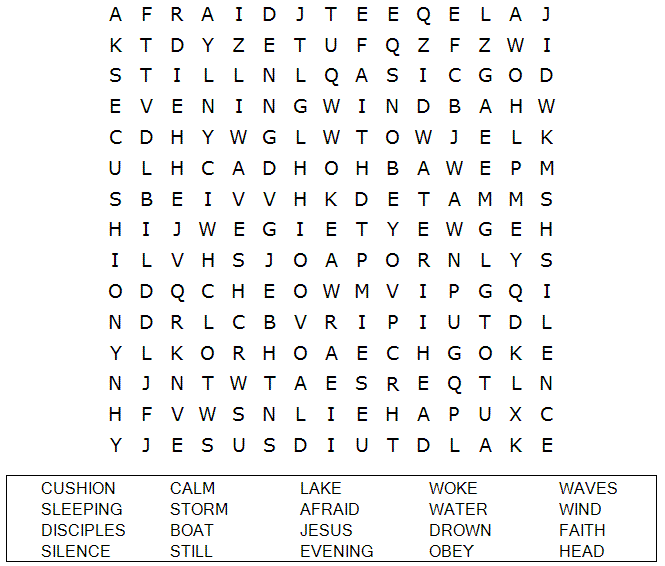 A F R A I D J T E E Q E L A J
K T D Y Z E T U F Q Z F Z W I
S T I L L N L Q A S I C G O D
E V E N I N G W I N D B A H W
C D H Y W G L W T O W J E L K
U L H C A D H O H B A W E P M
S B E I V V H K D E T A M M S
H I J W E G I E T Y E W G E H
I L V H S J O A P O R N L Y S
O D Q C H E O W M V I P G Q I
N D R L C B V R I P I U T D L
Y L K O R H O A E C H G O K E
N J N T W T A E S R E Q T L N
H F V W S N L I E H A P U X C
Y J E S U S D I U T D L A K E
CUSHION CALM LAKE WOKE WAVES
SLEEPING STORM AFRAID WATER WIND
DISCIPLES BOAT JESUS DROWN FAITH
SILENCE STILL EVENING OBEY HEAD